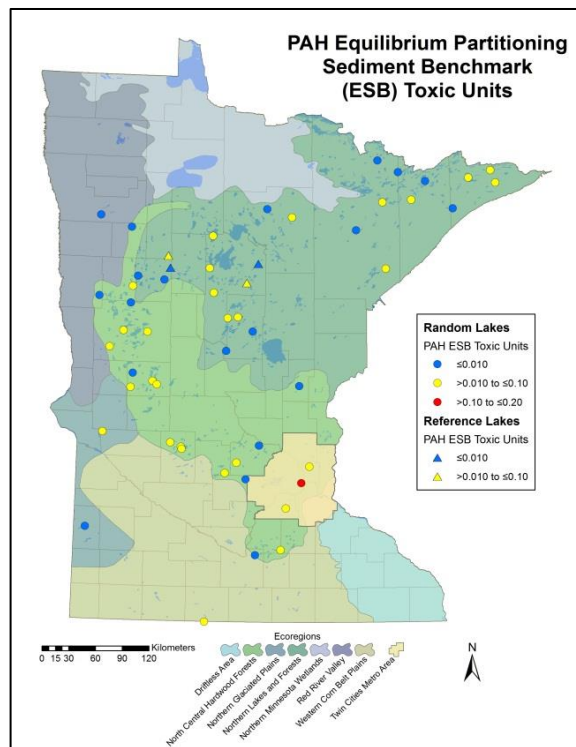 PAH Equilibrium Partitioning
Sediment Benchmark
(ESB) Toxic Units
Random Lakes
PAH ESB Toxic Units
≤0.010
>0.010 to ≤0.10
>0.10 to ≤0.20
Reference Lakes
PAH ESB Toxic Units
≤0.010
>0.010 to ≤0.10
Kilometers
0 15 30 60 90 120
N
Ecoregions
Driftless Area
North Central Hardwood Forests
Northern Glaciated Plains
Northern Lakes and Forests
Northern Minnesota Wetlands
Red River Valley
Western Corn Belt Plains
Twin Cities Metro Area